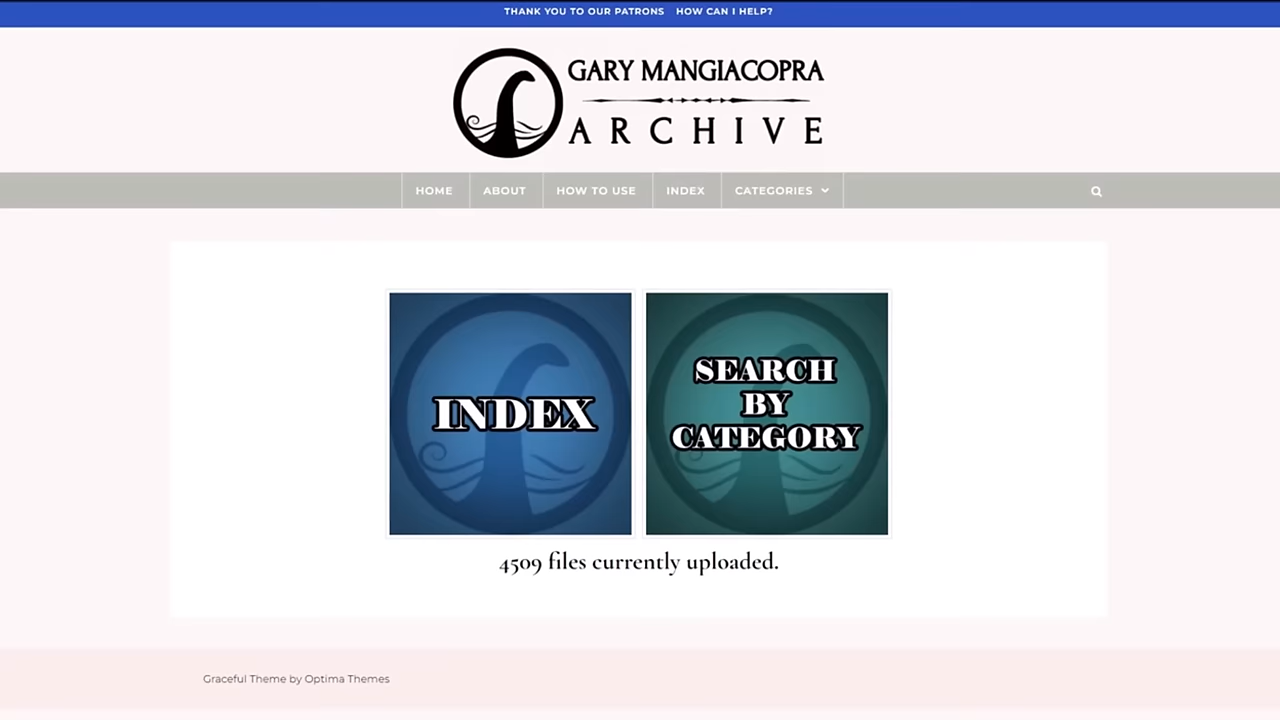 THANK YOU TO OUR PATRONS HOW CAN I HELP?
GARY MANGIACOPRA
ARCHIVE
HOME ABOUT HOW TO USE INDEX CATEGORIES
INDEX
SEARCH
BY
CATEGORY
4509 files currently uploaded.
Graceful Theme by Optima Themes